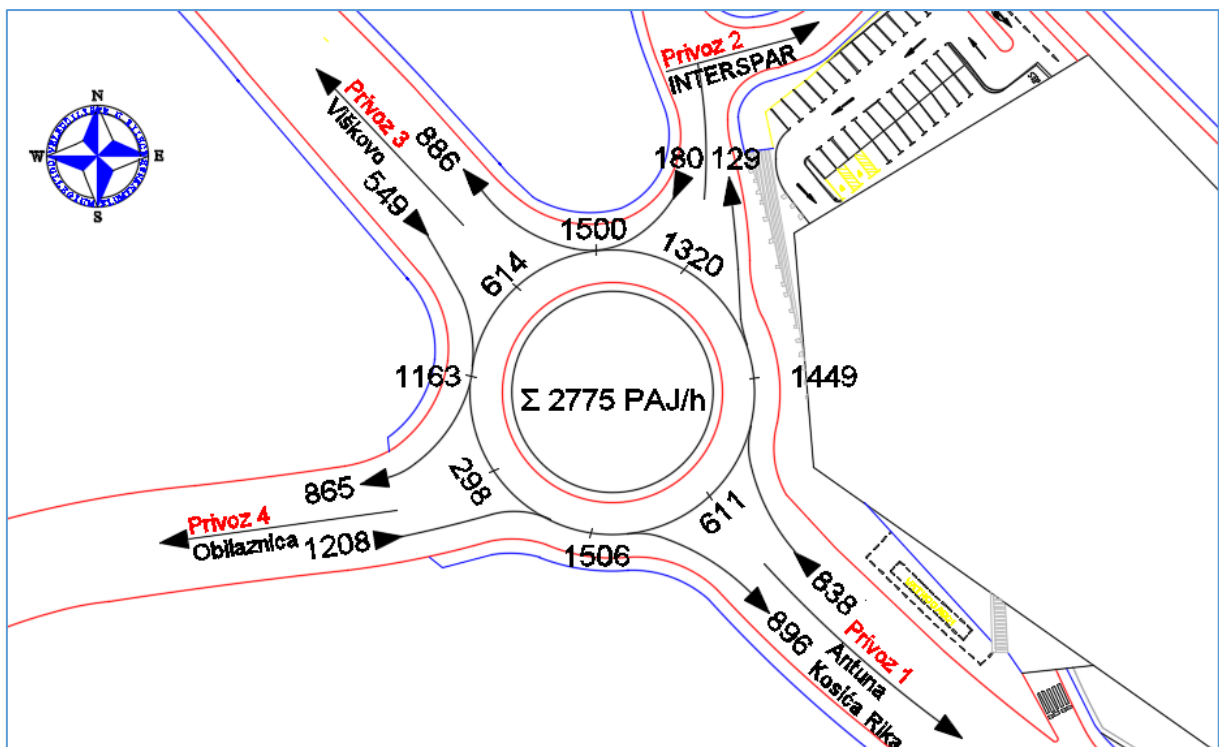 N
W
E
S
Privoz 3
Viškovo
886
549
Privoz 2
INTERSPAR
180
129
1500
1320
614
1163
1449
Σ 2775 PAJ/h
298
611
1506
865
Privoz 4
Obilaznica
1208
838
896
Privoz 1
Antuna
Kosića Rika